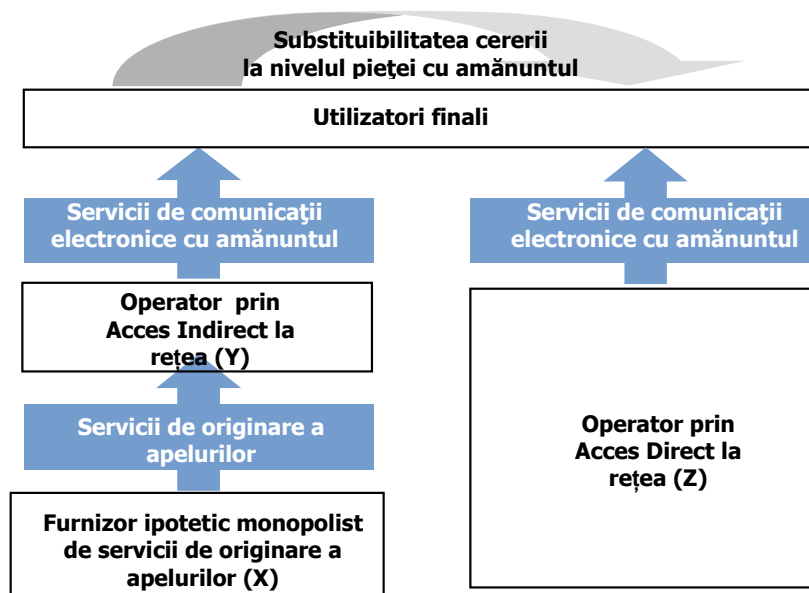 Substituibilitatea cererii
la nivelul pieţei cu amănuntul
Utilizatori finali
Servicii de comunicaţii
electronice cu amănuntul
Servicii de comunicaţii
electronice cu amănuntul
Operator prin
Acces Indirect la
rețea (Y)
Servicii de originare a
apelurilor
Operator prin
Acces Direct la
rețea (Z)
Furnizor ipotetic monopolist
de servicii de originare a
apelurilor (X)